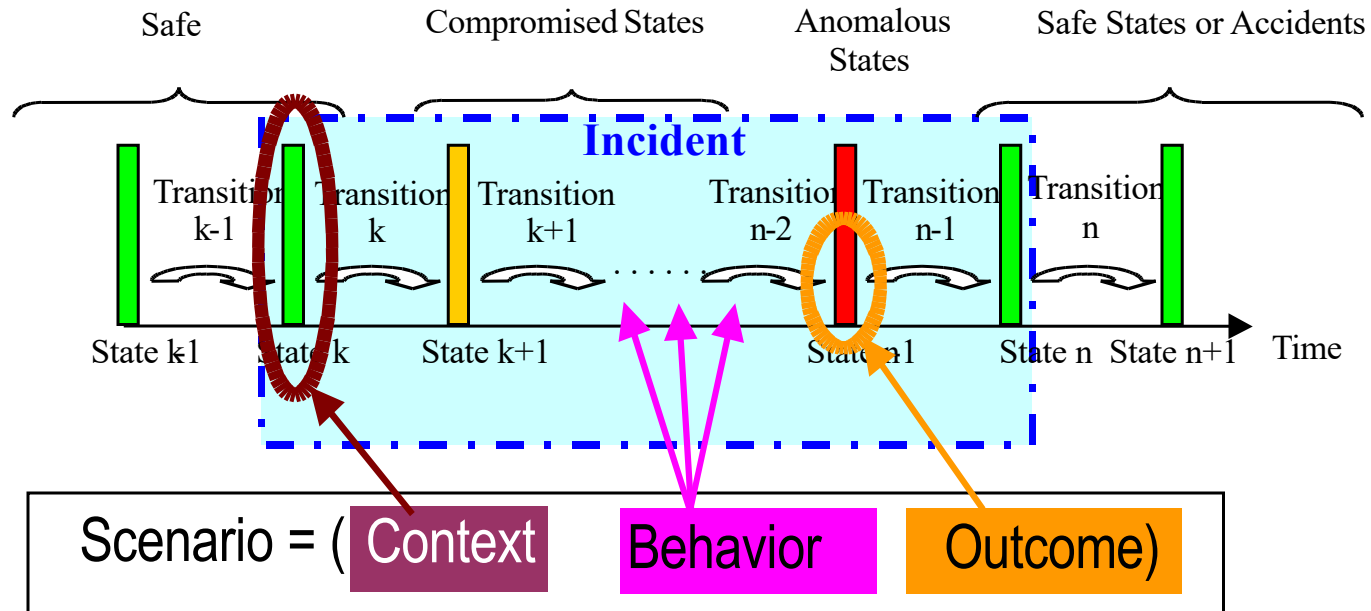 Safe
Compromised States
Anomalous
States
Safe States or Accidents
Incident
Transition
k-1
Transition
k
Transition
k+1
. . . . . .
Transition
n-2
Transition
n-1
Transition
n
State k-1
State k
State k+1
State n-1
State n
State n+1
Time
Scenario = ( Context Behavior Outcome)